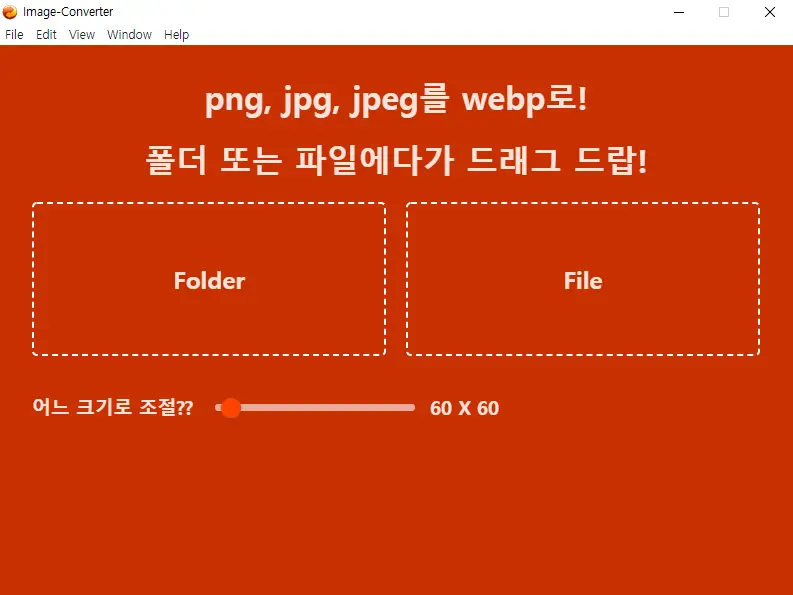 Image-Converter
File Edit View Window Help
png, jpg, jpeg를 webp로!
폴더 또는 파일에다가 드래그 드랍!
Folder File
어느 크기로 조절?? 60 X 60